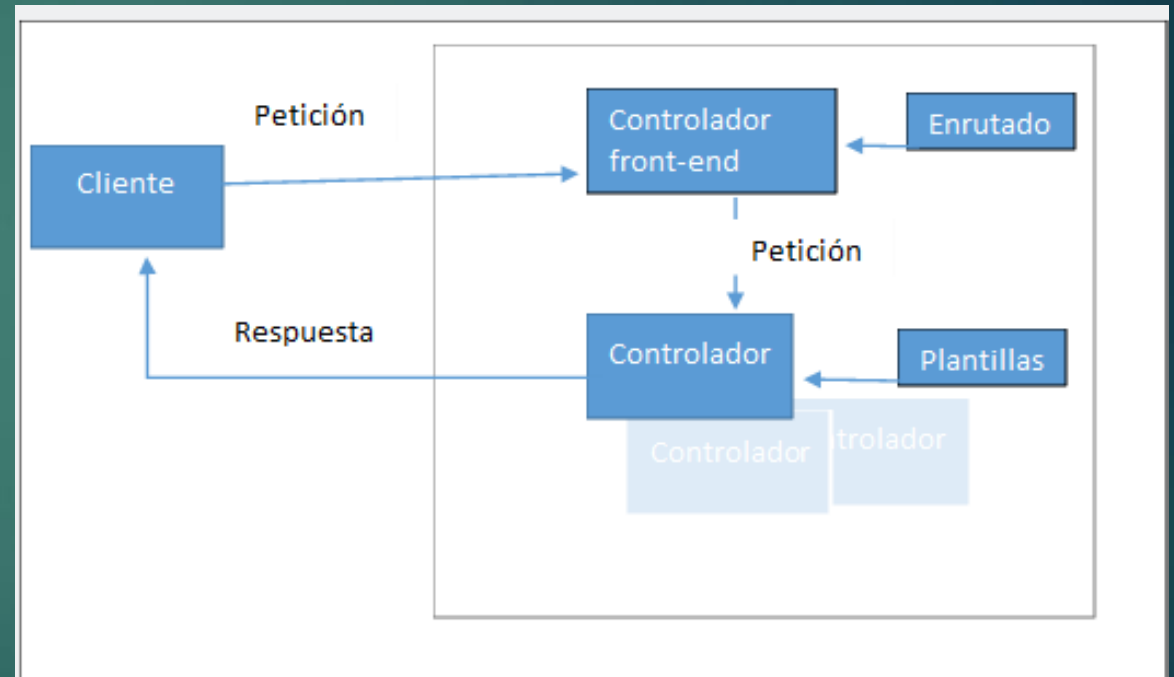 Petición
Cliente
Controlador
front-end
Enrutado
Petición
Respuesta
Controlador
Plantillas
Controlador
trolador